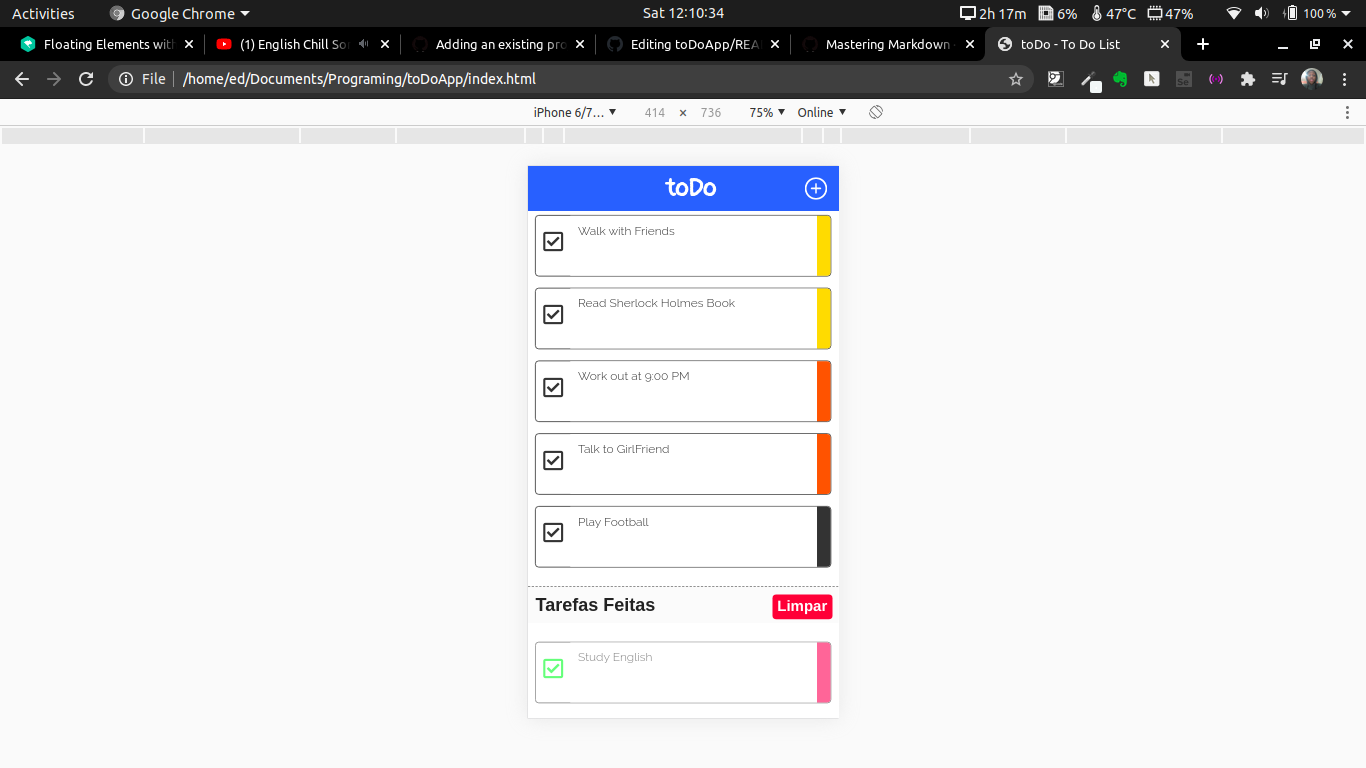 Activities Google Chrome Sat 12:10:34 2h 17m 6% 47°C 47% 100 %
Floating Elements with (1) English Chill So Adding an existing pro Editing toDoApp/REA Mastering Markdown toDo - To Do List
File /home/ed/Documents/Programing/toDoApp/index.html
iPhone 6/7… 414 × 736 75% Online
toDo
Walk with Friends
Read Sherlock Holmes Book
Work out at 9:00 PM
Talk to GirlFriend
Play Football
Tarefas Feitas Limpar
Study English